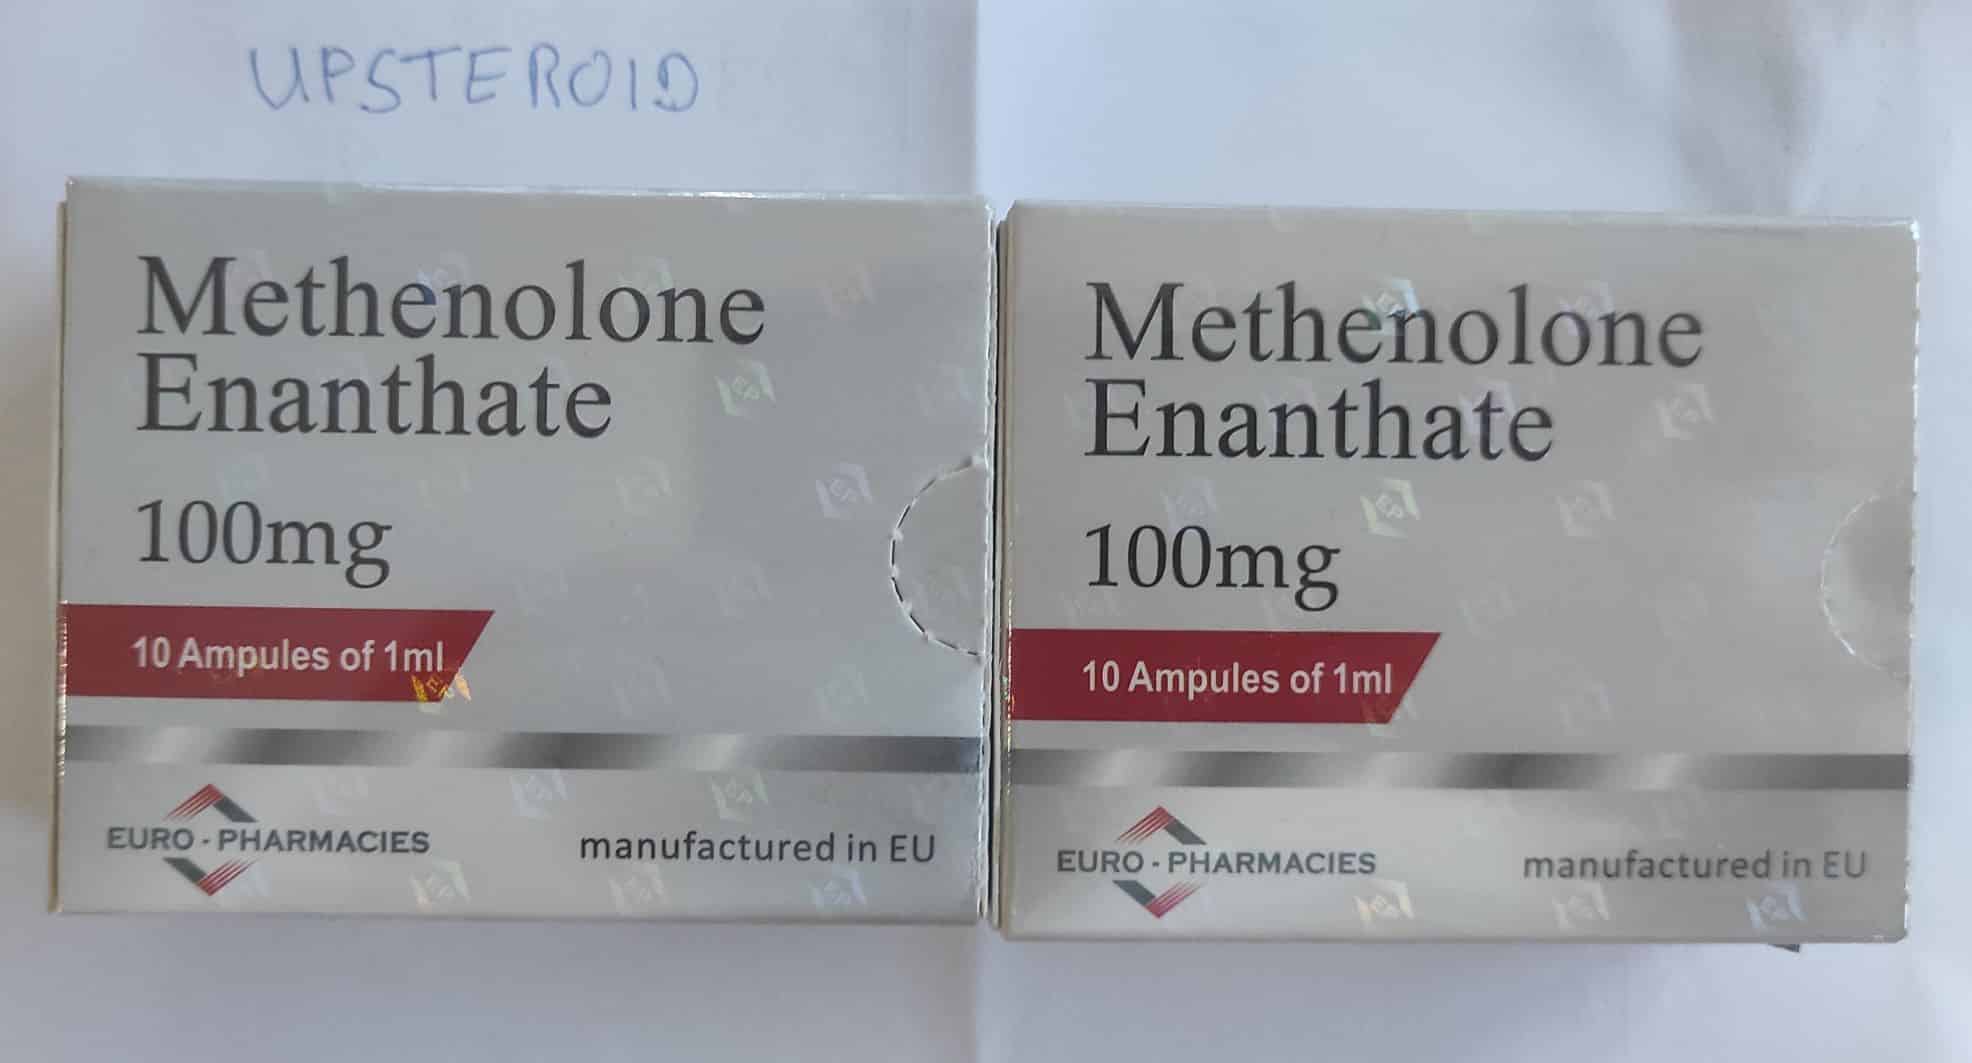 UPSTEROID
Methenolone
Enanthate
100mg
10 Ampules of 1ml
EURO - PHARMACIES
manufactured in EU
Methenolone
Enanthate
100mg
10 Ampules of 1ml
EURO - PHARMACIES
manufactured in EU